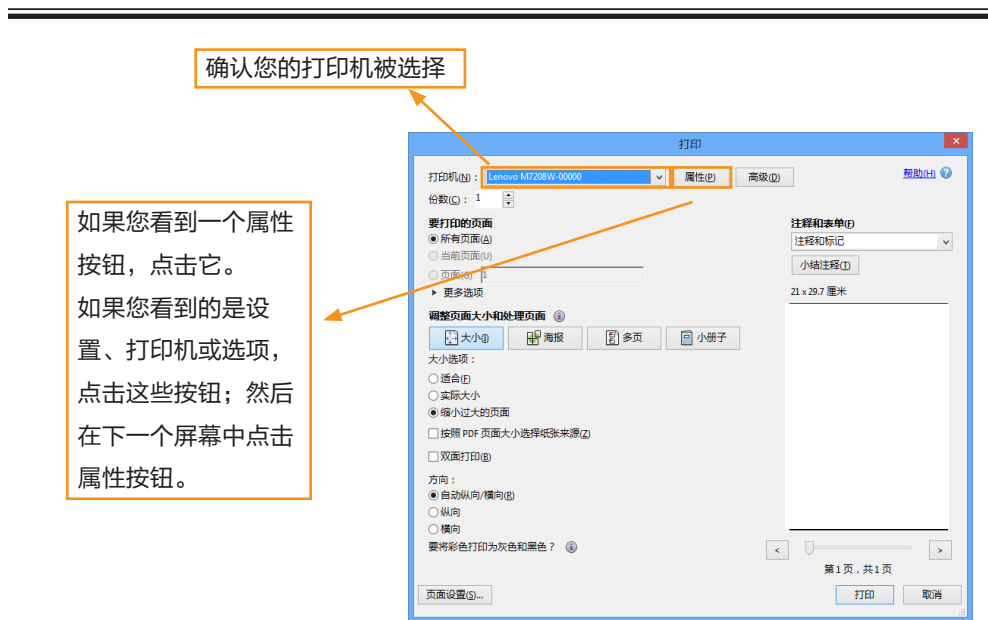 确认您的打印机被选择
打印
打印机(N)： Lenovo M7208W-00000 属性(P) 高级(D) 帮助(H)
份数(C)： 1
如果您看到一个属性
按钮，点击它。
如果您看到的是设
置、打印机或选项，
点击这些按钮；然后
在下一个屏幕中点击
属性按钮。
要打印的页面
所有页面(A)
当前页面(U)
页面(G) 1
更多选项
注释和表单(F)
注释和标记
小结注释(T)
21 x 29.7 厘米
调整页面大小和处理页面
大小(I) 海报 多页 小册子
大小选项：
适合(F)
实际大小
缩小过大的页面
按照 PDF 页面大小选择纸张来源(Z)
双面打印(B)
方向：
自动纵向/横向(R)
纵向
横向
要将彩色打印为灰色和黑色？
< >
第1页，共1页
页面设置(S)... 打印 取消